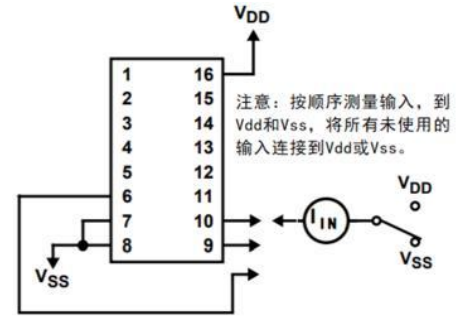 VDD
1 16
2 15
3 14
4 13
5 12
6 11
7 10
8 9
VSS
注意：按顺序测量输入，到
Vdd和Vss，将所有未使用的
输入连接到Vdd或Vss。
VDD
IIN
VSS